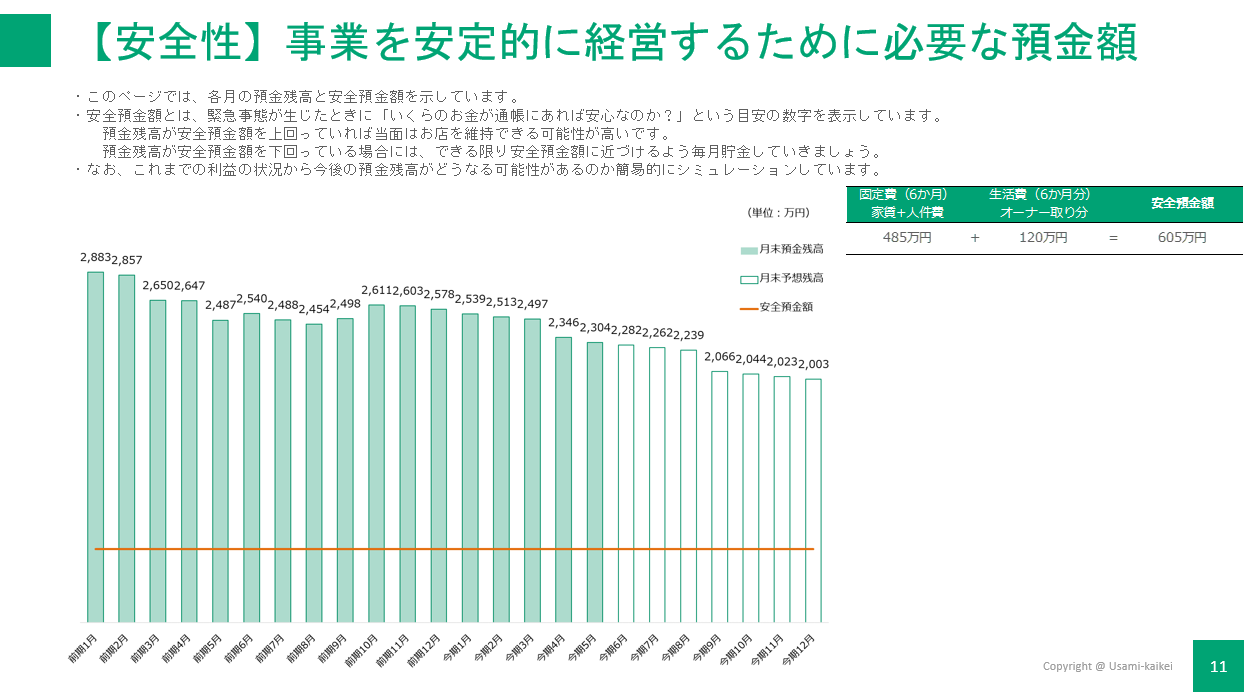 【安全性】事業を安定的に経営するために必要な預金額
・このページでは、各月の預金残高と安全預金額を示しています。
・安全預金額とは、緊急事態が生じたときに「いくらのお金が通帳にあれば安心なのか？」という目安の数字を表示しています。
預金残高が安全預金額を上回っていれば当面はお店を維持できる可能性が高いです。
預金残高が安全預金額を下回っている場合には、できる限り安全預金額に近づけるよう毎月貯金していきましょう。
・なお、これまでの利益の状況から今後の預金残高がどうなる可能性があるのか簡易的にシミュレーションしています。
固定費（6か月） 生活費（6か月分） 安全預金額
家賃＋人件費 オーナー取り分
485万円 ＋ 120万円 ＝ 605万円
（単位：万円）
月末預金残高
月末予想残高
安全預金額
2,883 2,857 2,650 2,647 2,487 2,540 2,488 2,454 2,498 2,611 2,603 2,578 2,539 2,513 2,497 2,346 2,304 2,282 2,262 2,239 2,066 2,044 2,023 2,003
前期1月 前期2月 前期3月 前期4月 前期5月 前期6月 前期7月 前期8月 前期9月 前期10月 前期11月 前期12月 今期1月 今期2月 今期3月 今期4月 今期5月 今期6月 今期7月 今期8月 今期9月 今期10月 今期11月 今期12月
Copyright @ Usami-kaikei
11